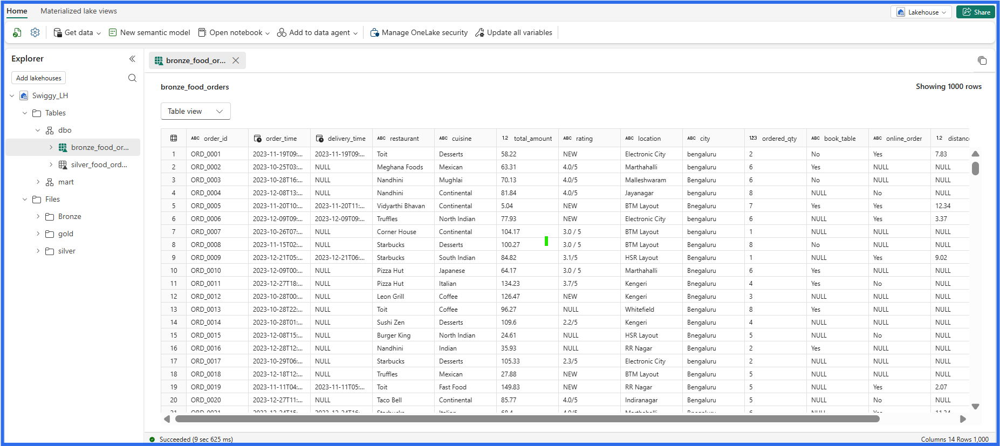 Home Materialized lake views Lakehouse Share
Get data New semantic model Open notebook Add to data agent Manage OneLake security Update all variables
Explorer
Add lakehouses
Swiggy_LH
Tables
dbo
bronze_food_or...
silver_food_ord...
mart
Files
Bronze
gold
silver
bronze_food_or...
bronze_food_orders Showing 1000 rows
Table view
ABC order_id order_time delivery_time ABC restaurant ABC cuisine 1.2 total_amount ABC rating ABC location ABC city 123 ordered_qty ABC book_table ABC online_order 1.2 distance
1 ORD_0001 2023-11-19T09:... 2023-11-19T09:... Toit Desserts 58.22 NEW Electronic City bengaluru 2 No Yes 7.83
2 ORD_0002 2023-10-25T03:... NULL Meghana Foods Mexican 63.31 4.0/5 Marthahalli bengaluru 6 Yes NULL NULL
3 ORD_0003 2023-10-28T16:... NULL Nandhini Mughlai 70.13 4.0/5 Malleshwaram Bengaluru 6 No NULL NULL
4 ORD_0004 2023-12-08T13:... NULL Nandhini Continental 81.84 4.0/5 Jayanagar bengaluru 8 NULL No NULL
5 ORD_0005 2023-11-20T10:... 2023-11-20T11:... Vidyarthi Bhavan Continental 5.04 NEW BTM Layout Bnegaluru 7 Yes Yes 12.34
6 ORD_0006 2023-12-09T09:... 2023-12-09T09:... Truffles North Indian 77.93 NEW Electronic City bengaluru 6 NULL Yes 3.37
7 ORD_0007 2023-10-26T07:... NULL Corner House Continental 104.17 3.0 / 5 BTM Layout bengaluru 1 NULL NULL NULL
8 ORD_0008 2023-11-15T02:... NULL Starbucks Desserts 100.27 3.0 / 5 BTM Layout Bengaluru 8 No NULL NULL
9 ORD_0009 2023-12-21T05:... 2023-12-21T06:... Starbucks South Indian 84.82 3.1/5 HSR Layout Bengaluru 1 NULL Yes 9.02
10 ORD_0010 2023-12-09T00:... NULL Pizza Hut Japanese 64.17 3.0 / 5 Marthahalli Bnegaluru 6 Yes NULL NULL
11 ORD_0011 2023-12-27T18:... NULL Pizza Hut Italian 134.23 3.7/5 Kengeri Bnegaluru 4 Yes No NULL
12 ORD_0012 2023-10-28T00:... NULL Leon Grill Coffee 126.47 NEW Kengeri Bnegaluru 3 NULL NULL NULL
13 ORD_0013 2023-10-28T22:... NULL Toit Coffee 96.27 NULL Whitefield Bengaluru 8 Yes NULL NULL
14 ORD_0014 2023-10-28T01:... NULL Sushi Zen Desserts 109.6 2.2/5 Kengeri Bnegaluru 4 NULL NULL NULL
15 ORD_0015 2023-12-08T15:... NULL Burger King North Indian 24.61 NULL HSR Layout Bnegaluru 5 NULL No NULL
16 ORD_0016 2023-12-28T12:... NULL Nandhini Indian 35.93 NULL RR Nagar Bengaluru 2 Yes NULL NULL
17 ORD_0017 2023-10-29T06:... NULL Starbucks Desserts 105.33 2.3/5 Electronic City bengaluru 2 NULL NULL NULL
18 ORD_0018 2023-12-18T12:... NULL Truffles Mexican 27.88 NEW BTM Layout Bengaluru 5 NULL NULL NULL
19 ORD_0019 2023-11-11T04:... 2023-11-11T05:... Toit Fast Food 149.83 NEW RR Nagar Bengaluru 5 NULL Yes 2.07
20 ORD_0020 2023-12-27T11:... NULL Taco Bell Continental 85.77 4.0/5 Indiranagar Bengaluru 5 NULL No NULL
Succeeded (9 sec 625 ms) Columns 14 Rows 1,000